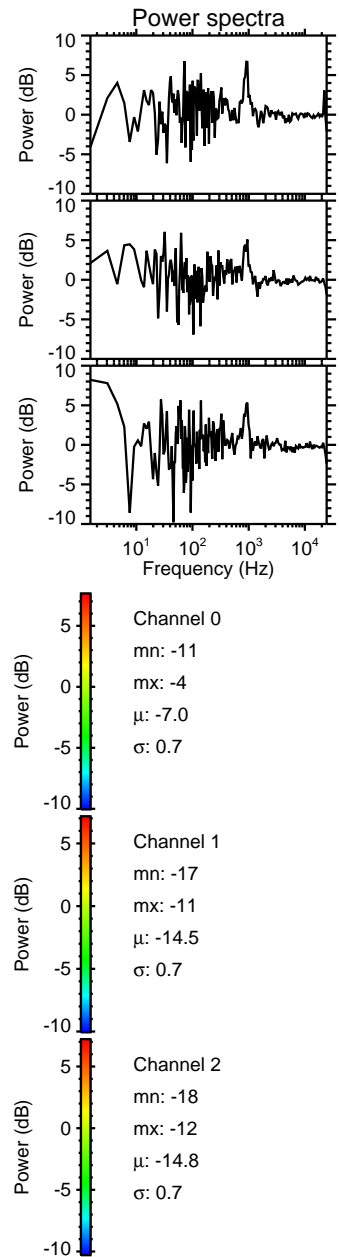 Power spectra
10
5
0
-5
-10
Power (dB)
10
5
0
-5
-10
Power (dB)
10
5
0
-5
-10
Power (dB)
10¹ 10² 10³ 10⁴
Frequency (Hz)
5
0
-5
-10
Power (dB)
Channel 0
mn: -11
mx: -4
μ: -7.0
σ: 0.7
5
0
-5
-10
Power (dB)
Channel 1
mn: -17
mx: -11
μ: -14.5
σ: 0.7
5
0
-5
-10
Power (dB)
Channel 2
mn: -18
mx: -12
μ: -14.8
σ: 0.7